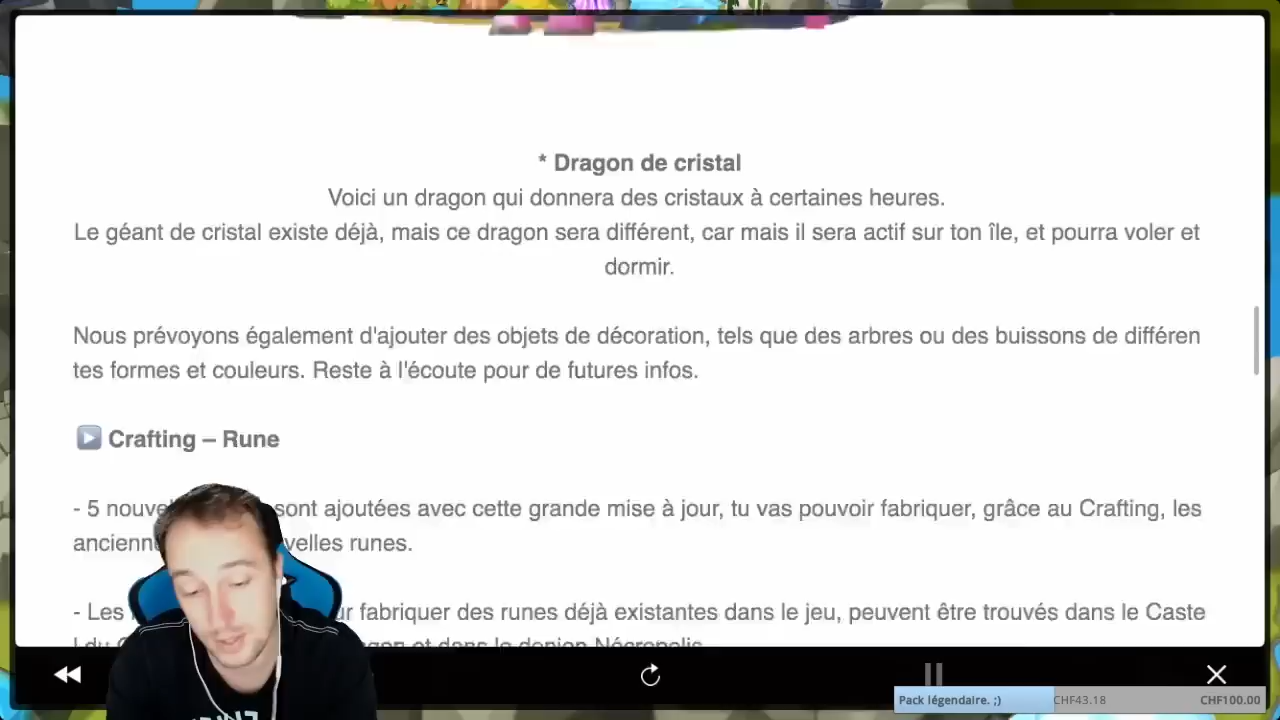 * Dragon de cristal
Voici un dragon qui donnera des cristaux à certaines heures.
Le géant de cristal existe déjà, mais ce dragon sera différent, car mais il sera actif sur ton île, et pourra voler et
dormir.
Nous prévoyons également d'ajouter des objets de décoration, tels que des arbres ou des buissons de différen
tes formes et couleurs. Reste à l'écoute pour de futures infos.
Crafting – Rune
- 5 sont ajoutées avec cette grande mise à jour, tu vas pouvoir fabriquer, grâce au Crafting, les
runes.
- Les fabriquer des runes déjà existantes dans le jeu, peuvent être trouvés dans le Caste
et dans le donjon Nécropolis
Pack légendaire. ;) CHF43.18 CHF100.00